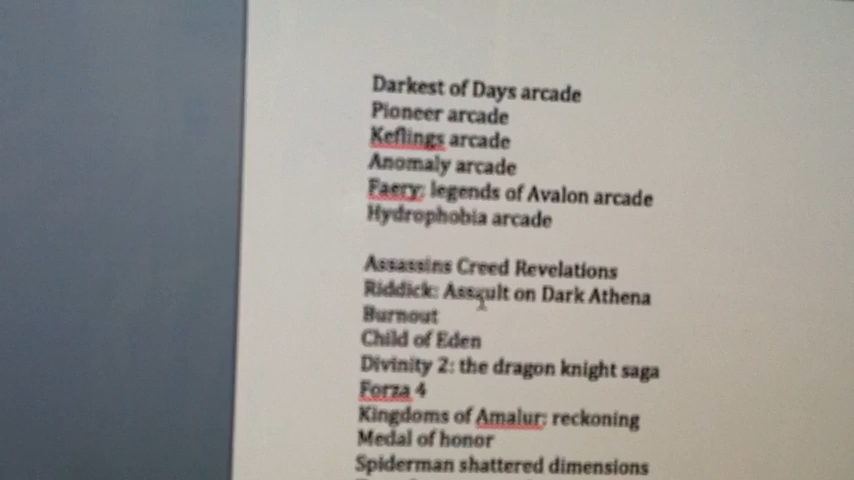 Darkest of Days arcade
Pioneer arcade
Keflings arcade
Anomaly arcade
Faery: legends of Avalon arcade
Hydrophobia arcade
Assassins Creed Revelations
Riddick: Assault on Dark Athena
Burnout
Child of Eden
Divinity 2: the dragon knight saga
Forza 4
Kingdoms of Amalur: reckoning
Medal of honor
Spiderman shattered dimensions